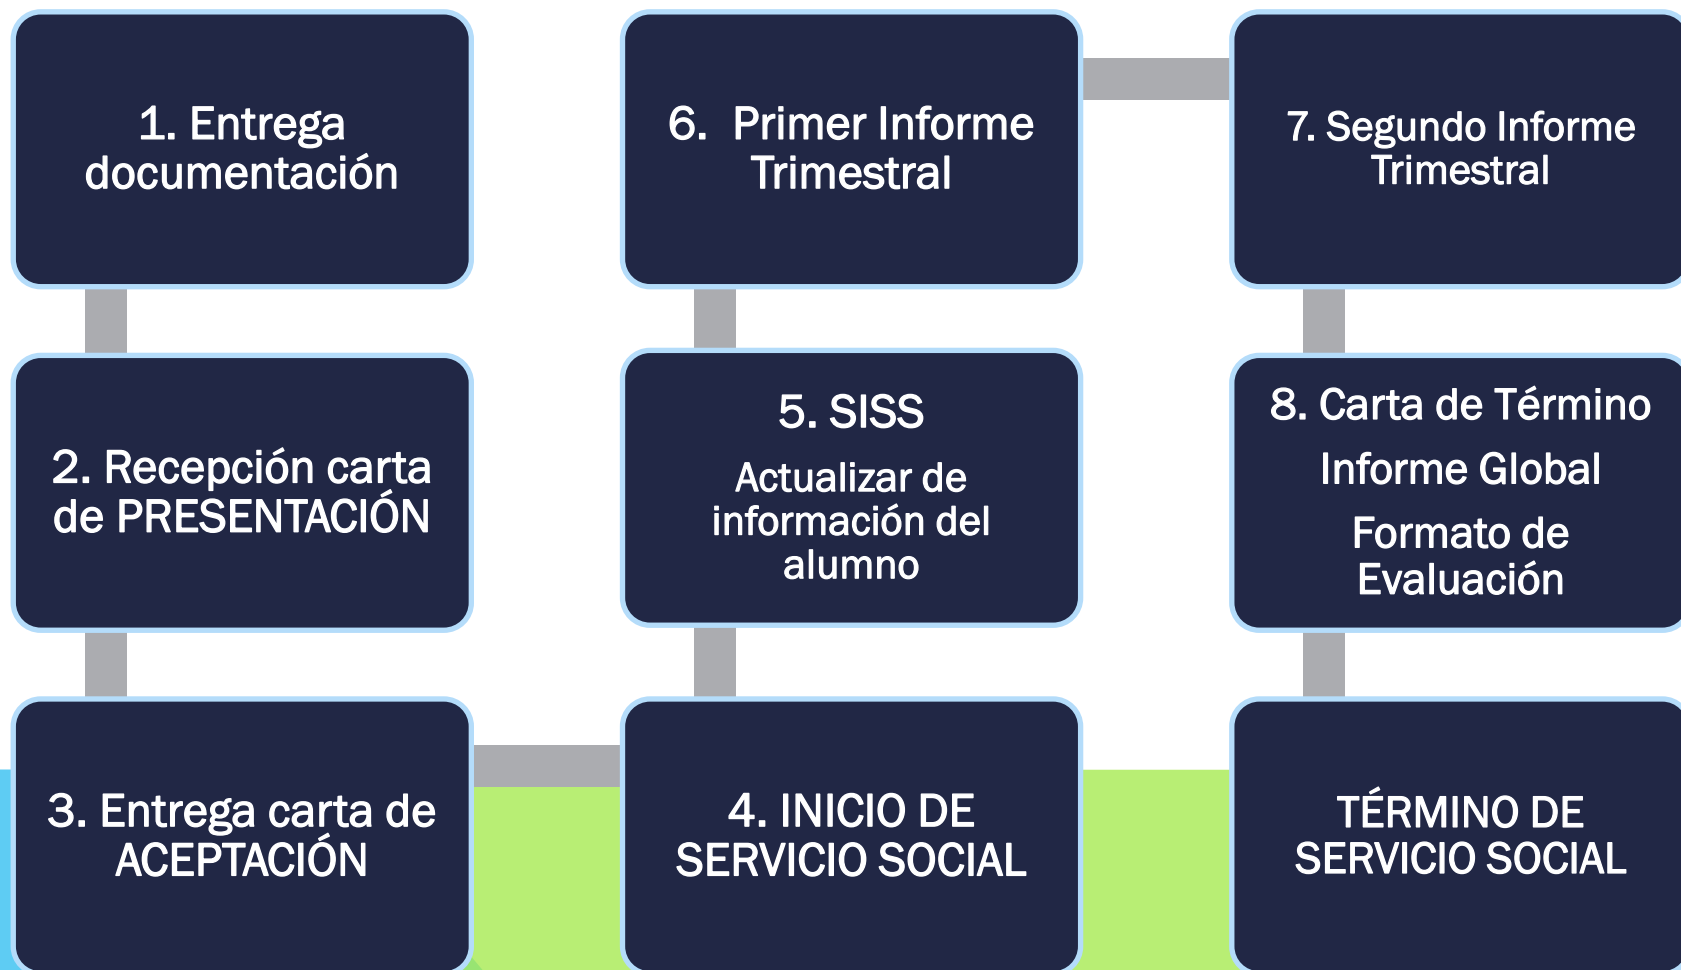 1. Entrega
documentación
2. Recepción carta
de PRESENTACIÓN
3. Entrega carta de
ACEPTACIÓN
4. INICIO DE
SERVICIO SOCIAL
5. SISS
Actualizar de
información del
alumno
6. Primer Informe
Trimestral
7. Segundo Informe
Trimestral
8. Carta de Término
Informe Global
Formato de
Evaluación
TÉRMINO DE
SERVICIO SOCIAL